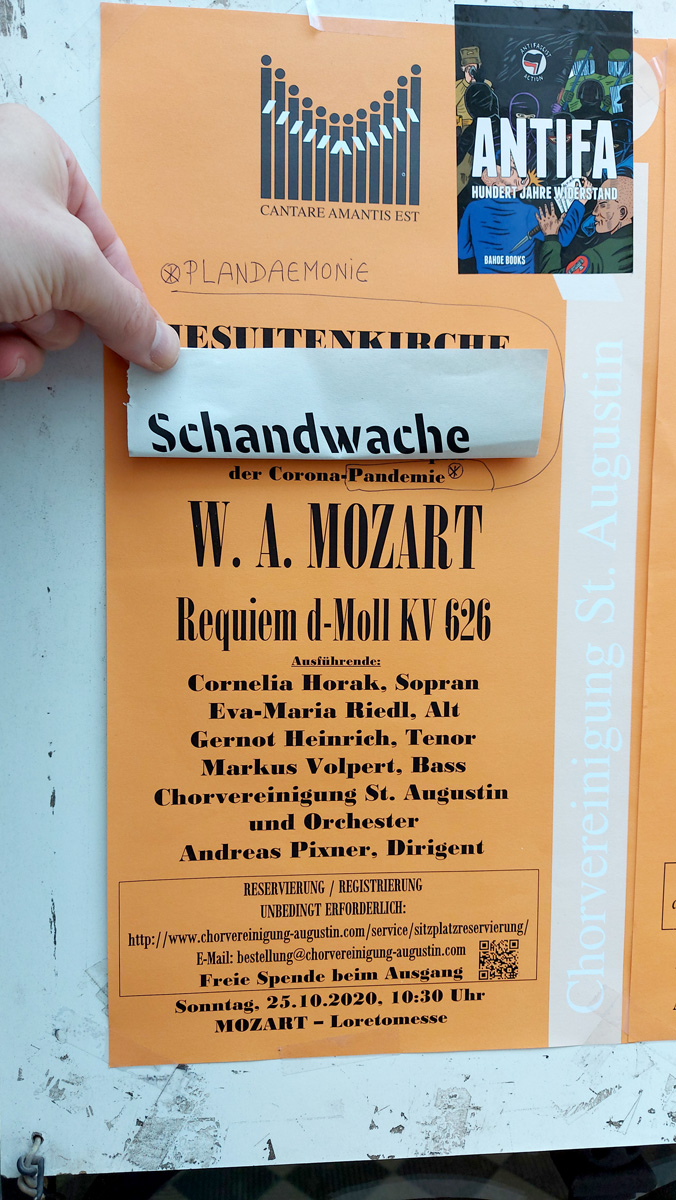 ANTIFASCIST
ACTION
ANTIFA
HUNDERT JAHRE WIDERSTAND
BAHOE BOOKS
CANTARE AMANTIS EST
PLANDAEMONIE
JESUITENKIRCHE
Schandwache
der Corona-Pandemie
W. A. MOZART
Requiem d-Moll KV 626
Ausführende:
Cornelia Horak, Sopran
Eva-Maria Riedl, Alt
Gernot Heinrich, Tenor
Markus Volpert, Bass
Chorvereinigung St. Augustin
und Orchester
Andreas Pixner, Dirigent
RESERVIERUNG / REGISTRIERUNG
UNBEDINGT ERFORDERLICH:
http://www.chorvereinigung-augustin.com/service/sitzplatzreservierung/
E-Mail: bestellung@chorvereinigung-augustin.com
Freie Spende beim Ausgang
Sonntag, 25.10.2020, 10:30 Uhr
MOZART – Loretomesse
Chorvereinigung St. Augustin